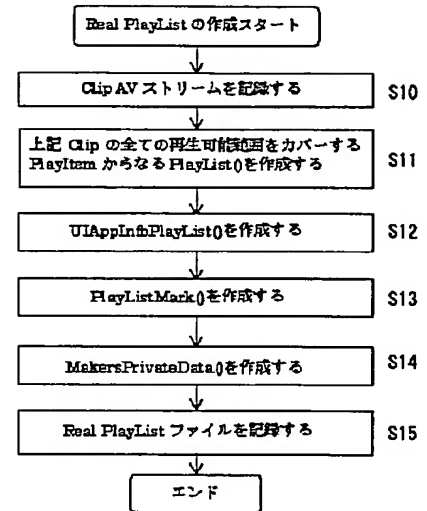 Real PlayList の作成スタート
Clip AV ストリームを記録する
S10
上記 Clip の全ての再生可能範囲をカバーする
PlayItem からなる PlayList()を作成する
S11
UIAppInfoPlayList()を作成する
S12
PlayListMark()を作成する
S13
MakersPrivateData()を作成する
S14
Real PlayList ファイルを記録する
S15
エンド